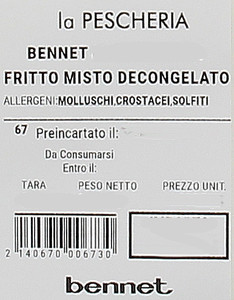 la PESCHERIA
BENNET
FRITTO MISTO DECONGELATO
ALLERGENI:MOLLUSCHI,CROSTACEI,SOLFITI
67 Preincartato il:
Da Consumarsi
Entro il:
TARA PESO NETTO PREZZO UNIT.
2 140670 006730
bennet